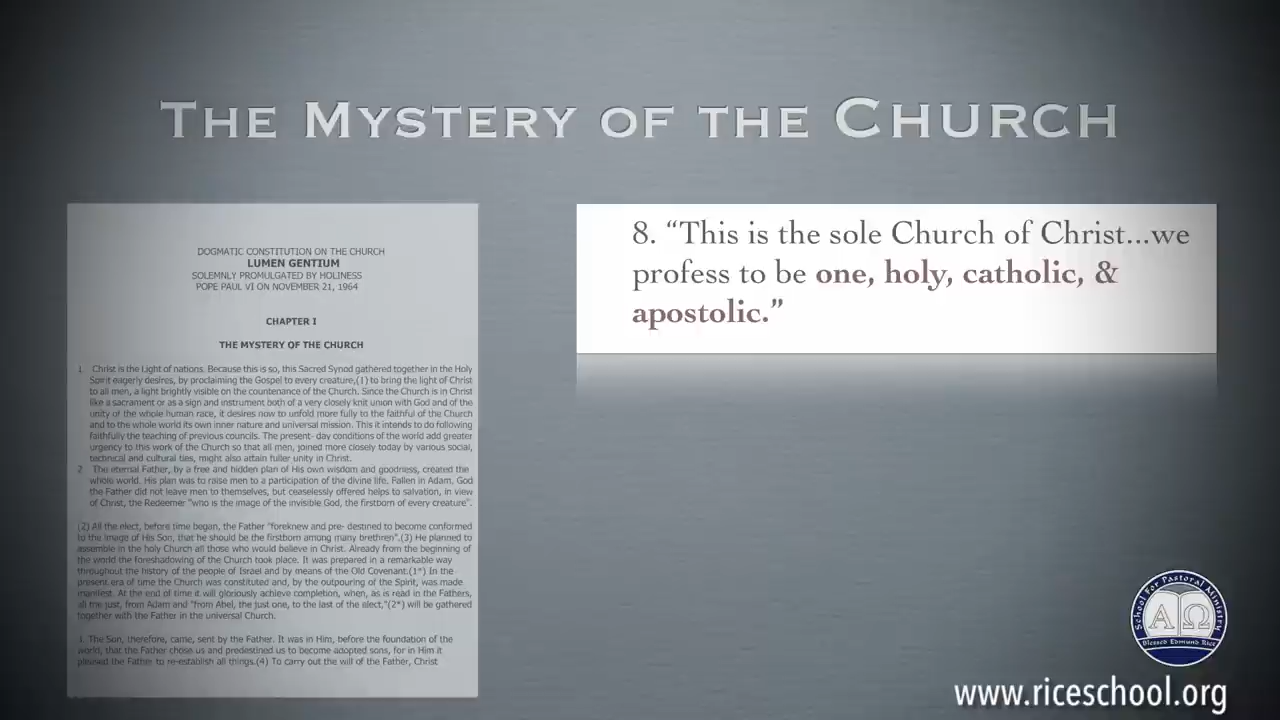 THE MYSTERY OF THE CHURCH
DOGMATIC CONSTITUTION ON THE CHURCH
LUMEN GENTIUM
SOLEMNLY PROMULGATED BY HOLINESS
POPE PAUL VI ON NOVEMBER 21, 1964
CHAPTER I
THE MYSTERY OF THE CHURCH
1 Christ is the Light of nations. Because this is so, this Sacred Synod gathered together in the Holy
Spirit eagerly desires, by proclaiming the Gospel to every creature,(1) to bring the light of Christ
to all men, a light brightly visible on the countenance of the Church. Since the Church is in Christ
like a sacrament or as a sign and instrument both of a very closely knit union with God and of the
unity of the whole human race, it desires now to unfold more fully to the faithful of the Church
and to the whole world its own inner nature and universal mission. This it intends to do following
faithfully the teaching of previous councils. The present- day conditions of the world add greater
urgency to this work of the Church so that all men, joined more closely today by various social,
technical and cultural ties, might also attain fuller unity in Christ.
2 The eternal Father, by a free and hidden plan of His own wisdom and goodness, created the
whole world. His plan was to raise men to a participation of the divine life. Fallen in Adam, God
the Father did not leave men to themselves, but ceaselessly offered helps to salvation, in view
of Christ, the Redeemer "who is the image of the invisible God, the firstborn of every creature".
(2) All the elect, before time began, the Father "foreknew and pre- destined to become conformed
to the image of His Son, that he should be the firstborn among many brethren".(3) He planned to
assemble in the holy Church all those who would believe in Christ. Already from the beginning of
the world the foreshadowing of the Church took place. It was prepared in a remarkable way
throughout the history of the people of Israel and by means of the Old Covenant.(1*) In the
present era of time the Church was constituted and, by the outpouring of the Spirit, was made
manifest. At the end of time it will gloriously achieve completion, when, as is read in the Fathers,
all the just, from Adam and "from Abel, the just one, to the last of the elect,"(2*) will be gathered
together with the Father in the universal Church.
3. The Son, therefore, came, sent by the Father. It was in Him, before the foundation of the
world, that the Father chose us and predestined us to become adopted sons, for in Him it
pleased the Father to re-establish all things.(4) To carry out the will of the Father, Christ
8. “This is the sole Church of Christ...we
profess to be one, holy, catholic, &
apostolic.”
School For Pastoral Ministry
Α Ω
Blessed Edmund Rice
www.riceschool.org